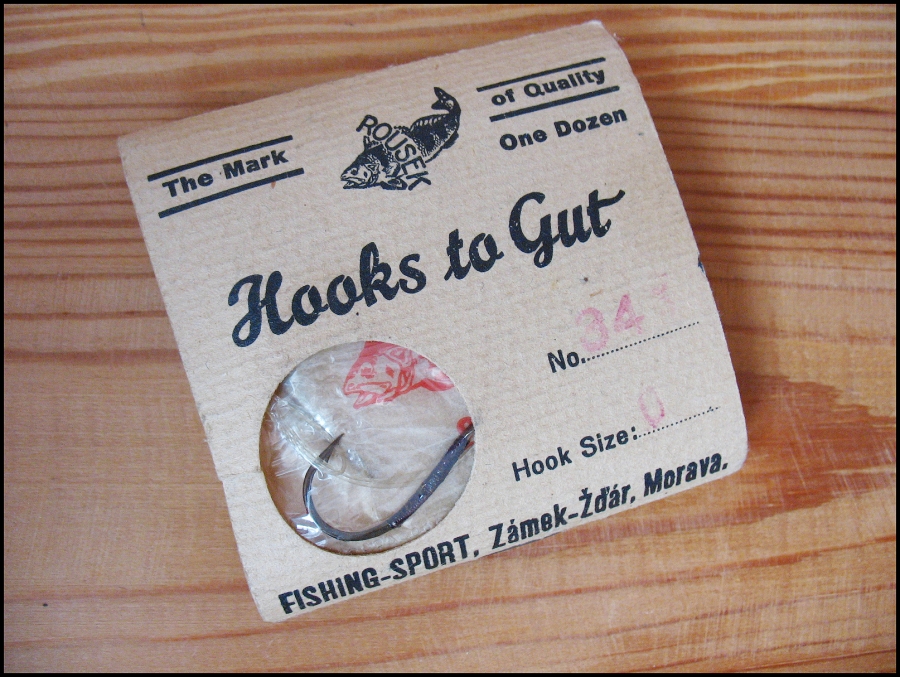 The Mark
ROUSEK
of Quality
One Dozen
Hooks to Gut
No. 34
Hook Size: 0
FISHING-SPORT, Zámek-Žďár, Morava.